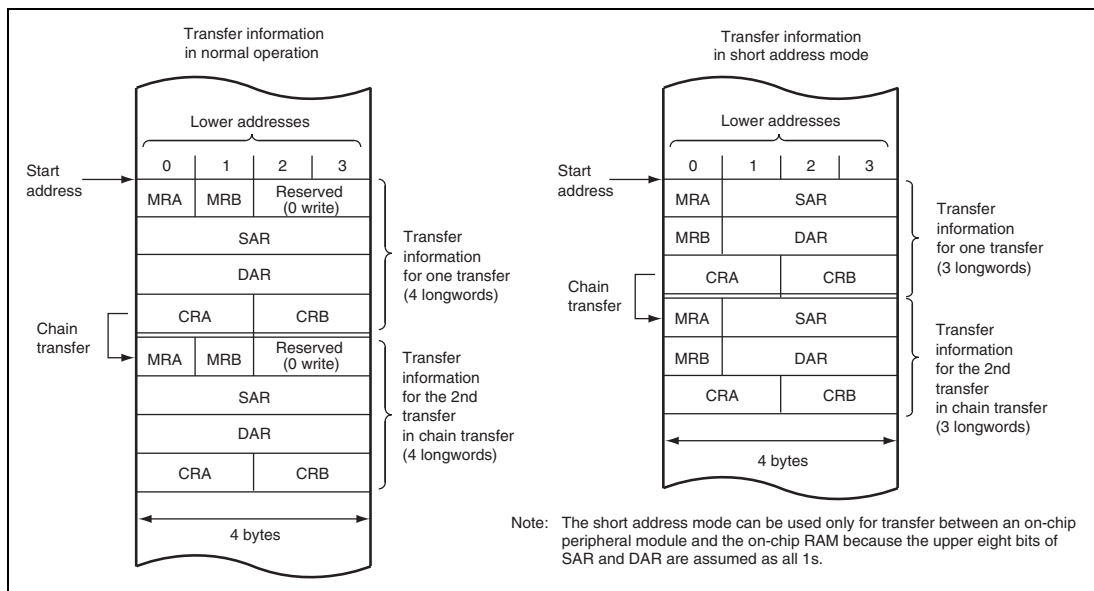 Transfer information
in normal operation
Lower addresses
0 1 2 3
Start
address
MRA MRB Reserved
(0 write)
SAR
DAR
CRA CRB
Transfer
information
for one transfer
(4 longwords)
Chain
transfer
MRA MRB Reserved
(0 write)
SAR
DAR
CRA CRB
Transfer
information
for the 2nd
transfer
in chain transfer
(4 longwords)
4 bytes
Transfer information
in short address mode
Lower addresses
0 1 2 3
Start
address
MRA SAR
MRB DAR
CRA CRB
Transfer
information
for one transfer
(3 longwords)
Chain
transfer
MRA SAR
MRB DAR
CRA CRB
Transfer
information
for the 2nd
transfer
in chain transfer
(3 longwords)
4 bytes
Note: The short address mode can be used only for transfer between an on-chip
peripheral module and the on-chip RAM because the upper eight bits of
SAR and DAR are assumed as all 1s.